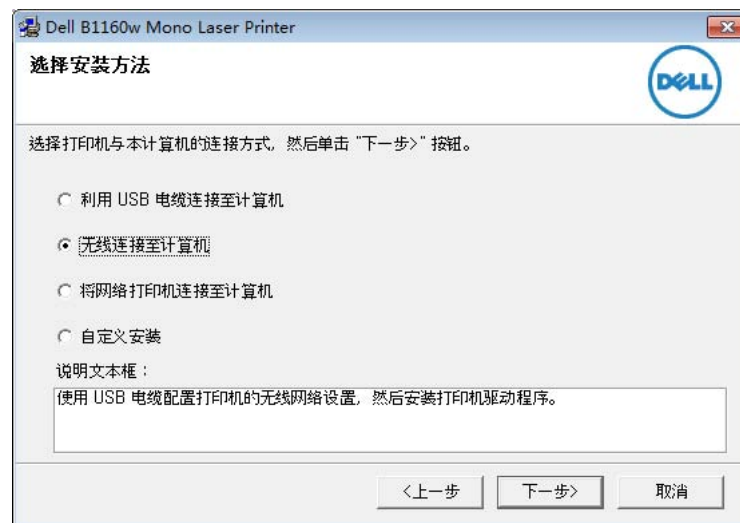 Dell B1160w Mono Laser Printer
选择安装方法
DELL
选择打印机与本计算机的连接方式，然后单击 "下一步>" 按钮。
利用 USB 电缆连接至计算机
无线连接至计算机
将网络打印机连接至计算机
自定义安装
说明文本框：
使用 USB 电缆配置打印机的无线网络设置，然后安装打印机驱动程序。
<上一步 下一步> 取消